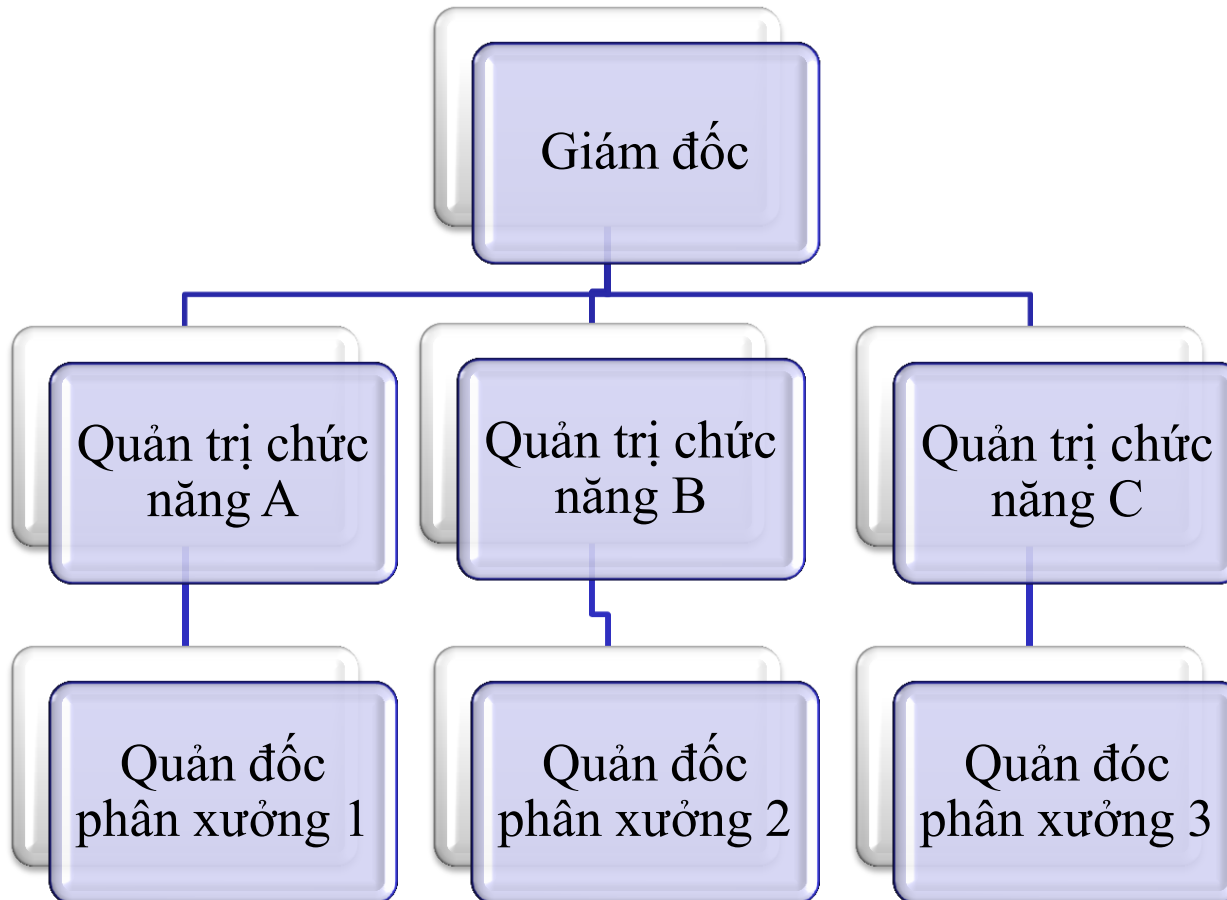 Giám đốc
Quản trị chức
năng A
Quản trị chức
năng B
Quản trị chức
năng C
Quản đốc
phân xưởng 1
Quản đốc
phân xưởng 2
Quản đóc
phân xưởng 3